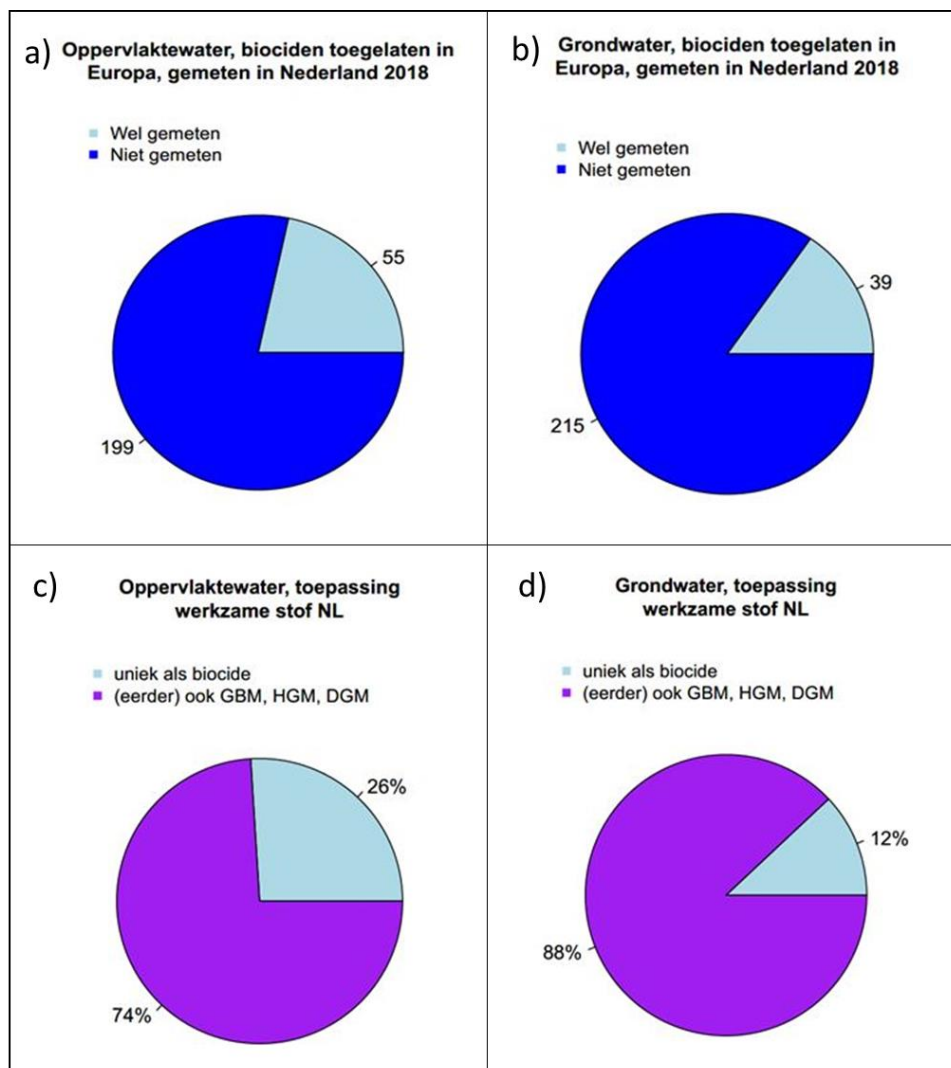 a)
Oppervlaktewater, biociden toegelaten in
Europa, gemeten in Nederland 2018
Wel gemeten
Niet gemeten
55
199
b)
Grondwater, biociden toegelaten in
Europa, gemeten in Nederland 2018
Wel gemeten
Niet gemeten
39
215
c)
Oppervlaktewater, toepassing
werkzame stof NL
uniek als biocide
(eerder) ook GBM, HGM, DGM
26%
74%
d)
Grondwater, toepassing
werkzame stof NL
uniek als biocide
(eerder) ook GBM, HGM, DGM
12%
88%